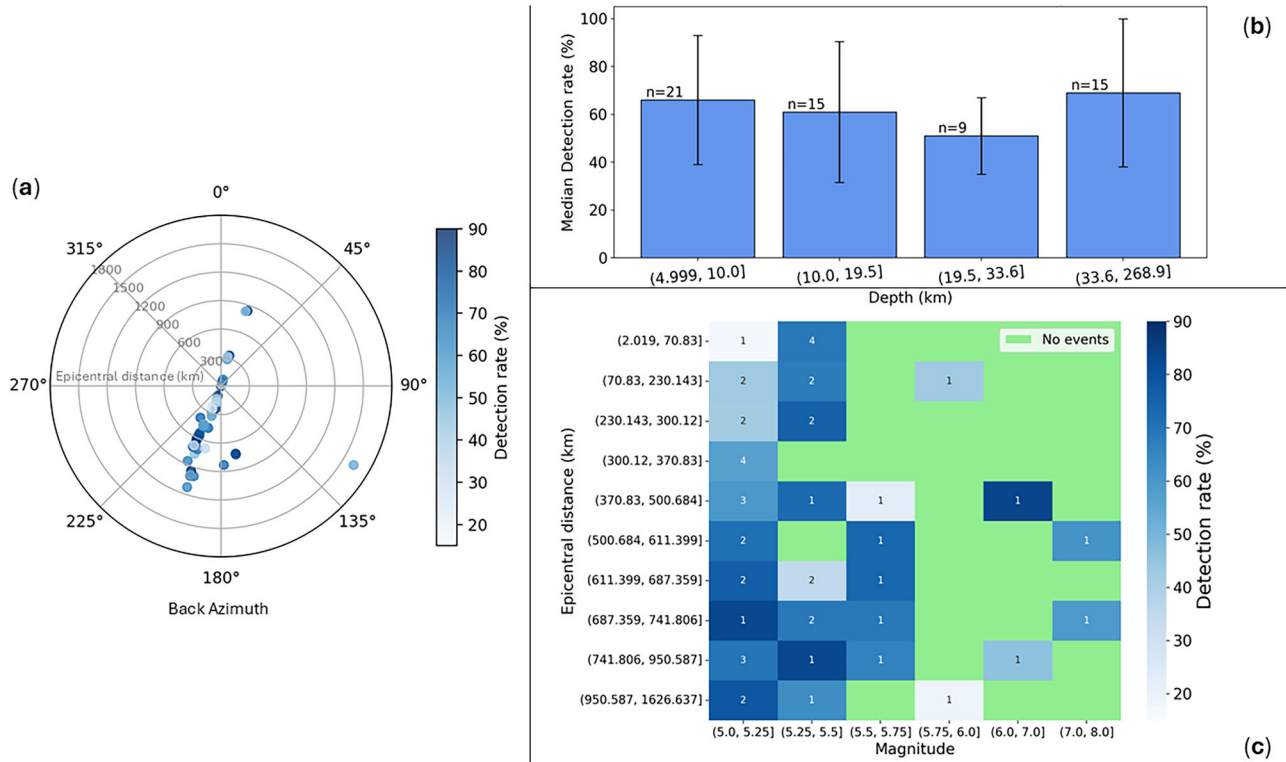 (a)
0°
45°
90°
135°
180°
225°
270°
315°
1800
1500
1200
900
600
300
Epicentral distance (km)
Back Azimuth
90
80
70
60
50
40
30
20
Detection rate (%)
(b)
Median Detection rate (%)
100
80
60
40
20
0
n=21
n=15
n=9
n=15
(4.999, 10.0]
(10.0, 19.5]
(19.5, 33.6]
(33.6, 268.9]
Depth (km)
Epicentral distance (km)
No events
(2.019, 70.83] 1 4
(70.83, 230.143] 2 2 1
(230.143, 300.12] 2 2
(300.12, 370.83] 4
(370.83, 500.684] 3 1 1 1
(500.684, 611.399] 2 1 1
(611.399, 687.359] 2 2 1
(687.359, 741.806] 1 2 1 1
(741.806, 950.587] 3 1 1 1
(950.587, 1626.637] 2 1 1
(5.0, 5.25] (5.25, 5.5] (5.5, 5.75] (5.75, 6.0] (6.0, 7.0] (7.0, 8.0]
Magnitude
90
80
70
60
50
40
30
20
Detection rate (%)
(c)